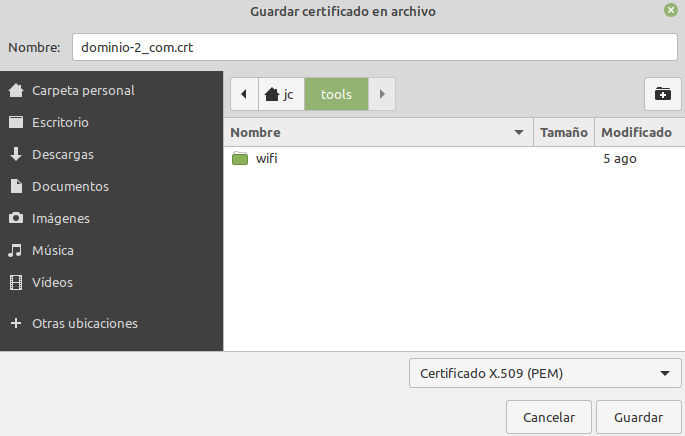 Guardar certificado en archivo
Nombre: dominio-2_com.crt
Carpeta personal
Escritorio
Descargas
Documentos
Imágenes
Música
Vídeos
Otras ubicaciones
jc tools
Nombre Tamaño Modificado
wifi 5 ago
Certificado X.509 (PEM)
Cancelar Guardar